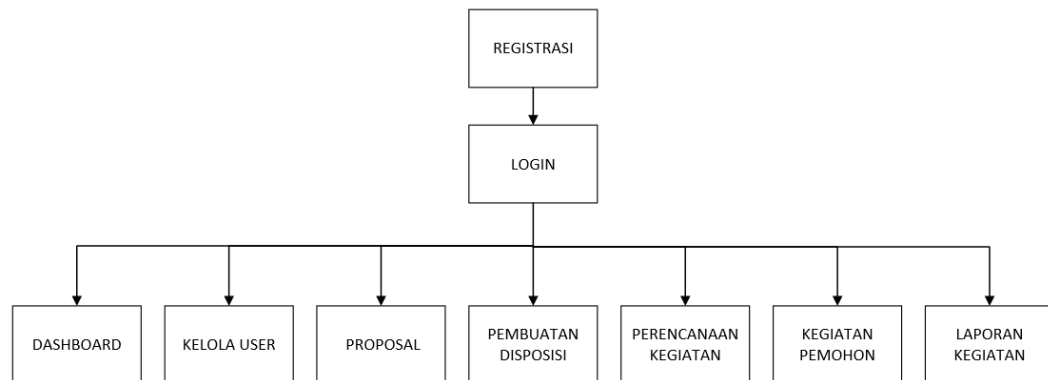 REGISTRASI
LOGIN
DASHBOARD
KELOLA USER
PROPOSAL
PEMBUATAN
DISPOSISI
PERENCANAAN
KEGIATAN
KEGIATAN
PEMOHON
LAPORAN
KEGIATAN